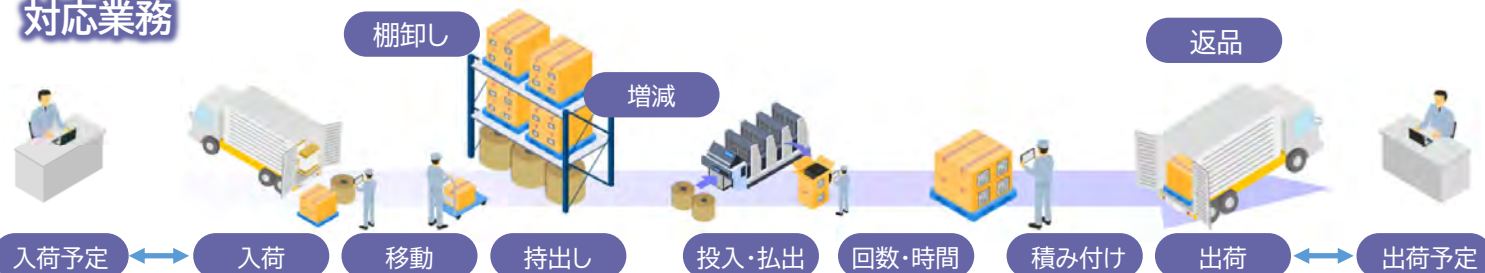 対応業務
棚卸し
返品
増減
入荷予定
入荷
移動
持出し
投入・払出
回数・時間
積み付け
出荷
出荷予定